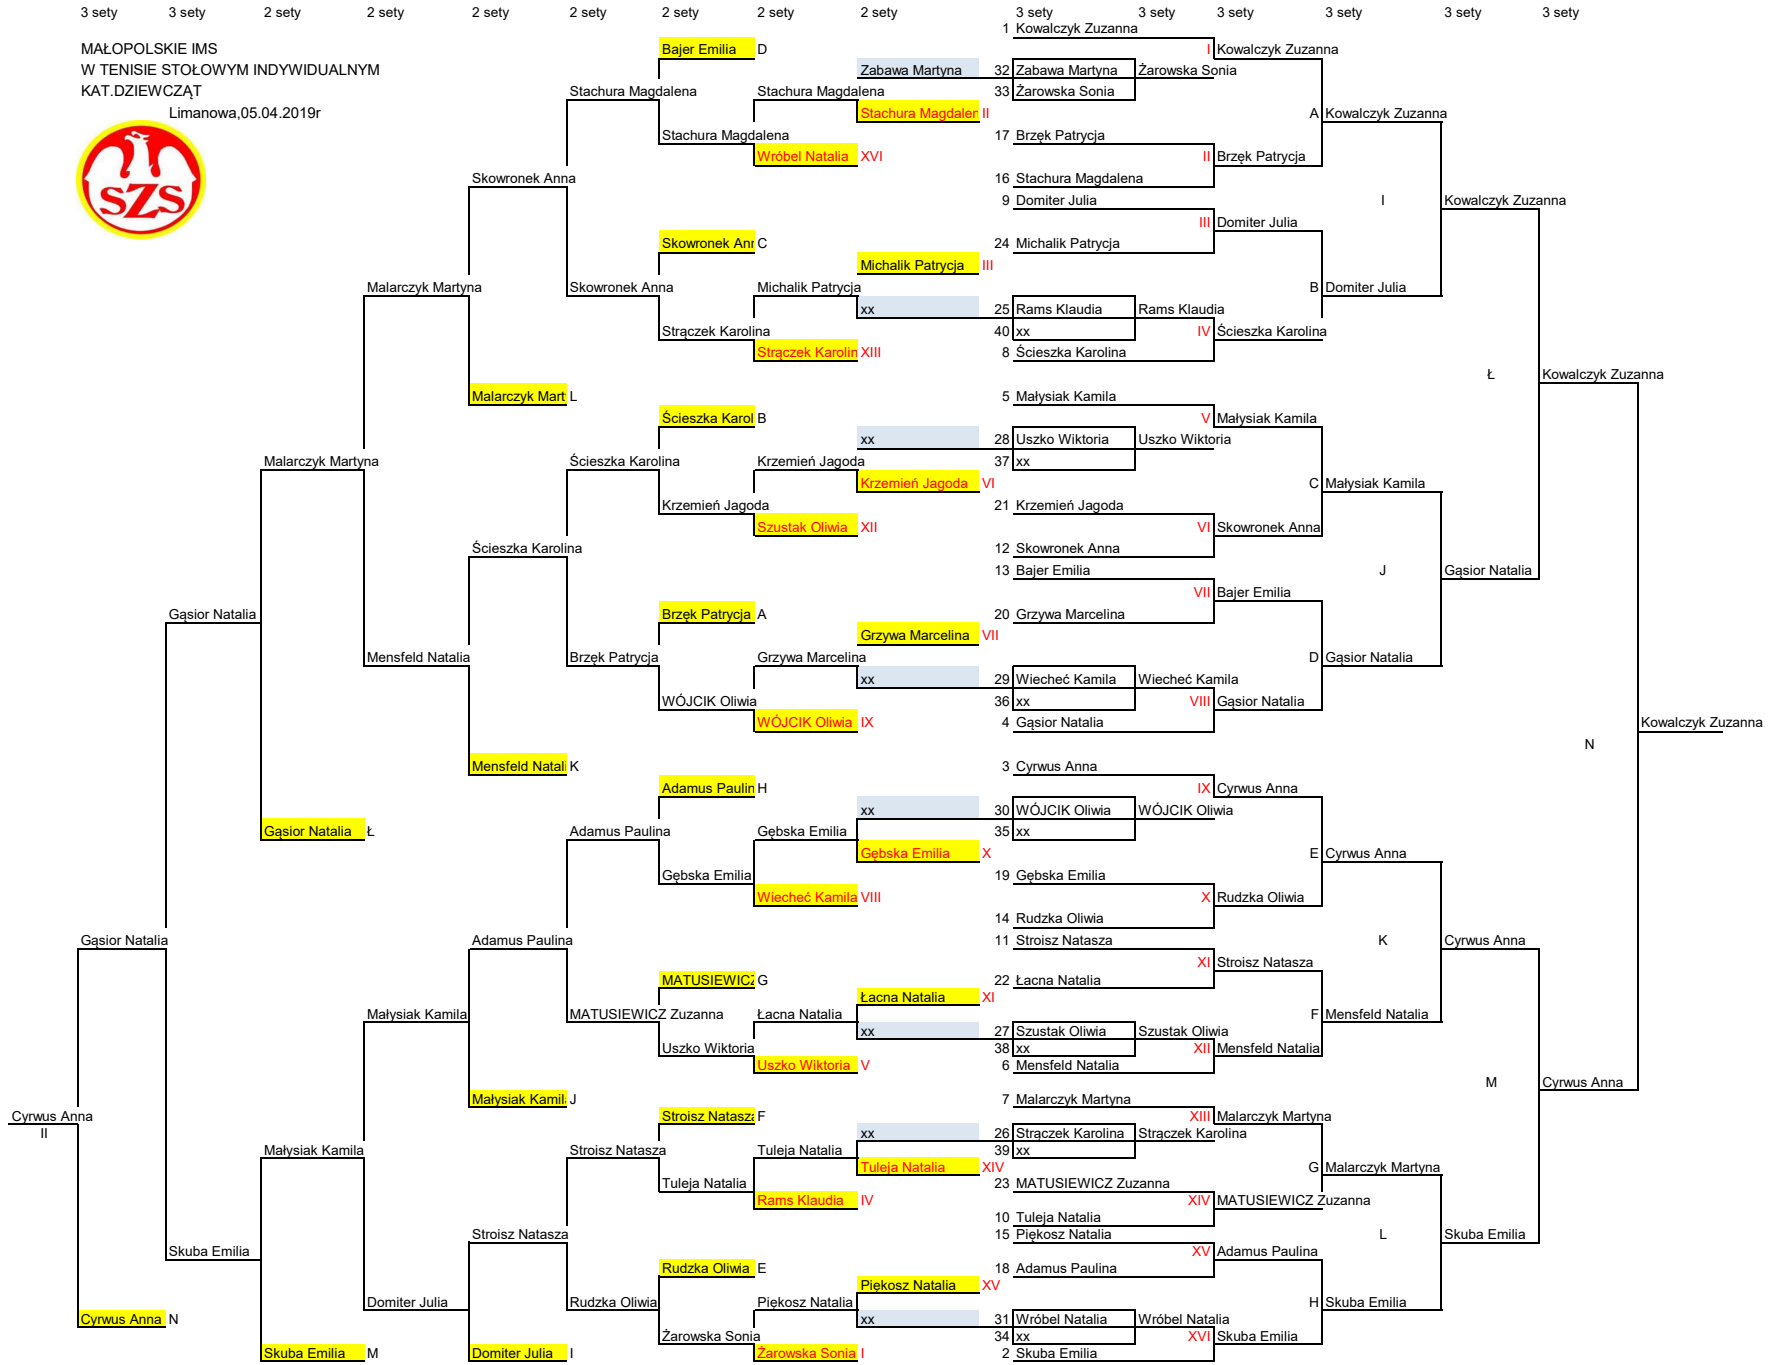 3 sety 3 sety 2 sety 2 sety 2 sety 2 sety 2 sety 2 sety 2 sety 3 sety 3 sety 3 sety 3 sety 3 sety 3 sety
1 Kowalczyk Zuzanna
MAŁOPOLSKIE IMS Bajer Emilia D I Kowalczyk Zuzanna
W TENISIE STOŁOWYM INDYWIDUALNYM Zabawa Martyna 32 Zabawa Martyna Żarowska Sonia
KAT.DZIEWCZĄT Stachura Magdalena Stachura Magdalena 33 Żarowska Sonia
Limanowa,05.04.2019r Stachura Magdalen II A Kowalczyk Zuzanna
Stachura Magdalena 17 Brzęk Patrycja
Wróbel Natalia XVI II Brzęk Patrycja
SZS Skowronek Anna 16 Stachura Magdalena
9 Domiter Julia I Kowalczyk Zuzanna
III Domiter Julia
Skowronek Anr C 24 Michalik Patrycja
Michalik Patrycja III
Malarczyk Martyna Skowronek Anna Michalik Patrycja B Domiter Julia
xx 25 Rams Klaudia Rams Klaudia
Strączek Karolina 40 xx IV Ścieszka Karolina
Strączek Karolin XIII 8 Ścieszka Karolina
Ł Kowalczyk Zuzanna
Malarczyk Mart L 5 Małysiak Kamila
Ścieszka Karol B V Małysiak Kamila
xx 28 Uszko Wiktoria Uszko Wiktoria
Malarczyk Martyna Ścieszka Karolina Krzemień Jagoda 37 xx
Krzemień Jagoda VI C Małysiak Kamila
Krzemień Jagoda 21 Krzemień Jagoda
Szustak Oliwia XII VI Skowronek Anna
Ścieszka Karolina 12 Skowronek Anna
13 Bajer Emilia J Gąsior Natalia
VII Bajer Emilia
Gąsior Natalia Brzęk Patrycja A 20 Grzywa Marcelina
Grzywa Marcelina VII
Mensfeld Natalia Brzęk Patrycja Grzywa Marcelina D Gąsior Natalia
xx 29 Wiecheć Kamila Wiecheć Kamila
WÓJCIK Oliwia 36 xx VIII Gąsior Natalia
WÓJCIK Oliwia IX 4 Gąsior Natalia Kowalczyk Zuzanna
N
Mensfeld Natali K 3 Cyrwus Anna
Adamus Paulin H IX Cyrwus Anna
xx 30 WÓJCIK Oliwia WÓJCIK Oliwia
Gąsior Natalia Ł Adamus Paulina Gębska Emilia 35 xx
Gębska Emilia X E Cyrwus Anna
Gębska Emilia 19 Gębska Emilia
Wiecheć Kamila VIII X Rudzka Oliwia
14 Rudzka Oliwia
Gąsior Natalia Adamus Paulina 11 Stroisz Natasza K Cyrwus Anna
XI Stroisz Natasza
MATUSIEWICZ G 22 Łacna Natalia
Łacna Natalia XI
Małysiak Kamila MATUSIEWICZ Zuzanna Łacna Natalia F Mensfeld Natalia
xx 27 Szustak Oliwia Szustak Oliwia
Uszko Wiktoria 38 xx XII Mensfeld Natalia
Uszko Wiktoria V 6 Mensfeld Natalia
M Cyrwus Anna
Małysiak Kamil J 7 Malarczyk Martyna
Cyrwus Anna Stroisz Natasz F XIII Malarczyk Martyna
II xx 26 Strączek Karolina Strączek Karolina
Małysiak Kamila Stroisz Natasza Tuleja Natalia 39 xx
Tuleja Natalia XIV G Malarczyk Martyna
Tuleja Natalia 23 MATUSIEWICZ Zuzanna
Rams Klaudia IV XIV MATUSIEWICZ Zuzanna
10 Tuleja Natalia
Stroisz Natasza 15 Piękosz Natalia L Skuba Emilia
Skuba Emilia XV Adamus Paulina
Rudzka Oliwia E 18 Adamus Paulina
Piękosz Natalia XV
Domiter Julia Rudzka Oliwia Piękosz Natalia H Skuba Emilia
Cyrwus Anna N xx 31 Wróbel Natalia Wróbel Natalia
Żarowska Sonia 34 xx XVI Skuba Emilia
Skuba Emilia M Domiter Julia I Żarowska Sonia I 2 Skuba Emilia